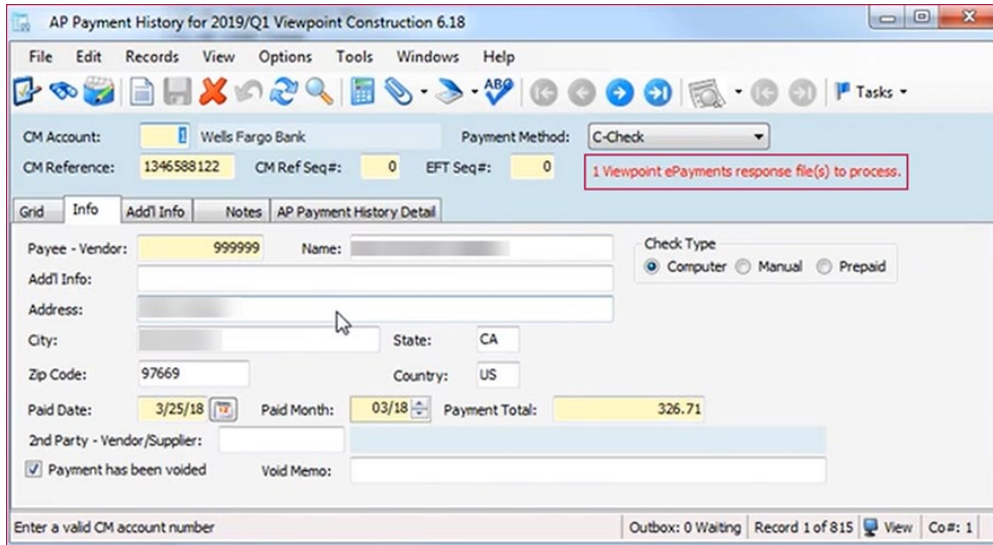 AP Payment History for 2019/Q1 Viewpoint Construction 6.18
File Edit Records View Options Tools Windows Help
ABC Tasks
CM Account: 1 Wells Fargo Bank Payment Method: C-Check
CM Reference: 1346588122 CM Ref Seq#: 0 EFT Seq#: 0 1 Viewpoint ePayments response file(s) to process.
Grid Info Add'l Info Notes AP Payment History Detail
Payee - Vendor: 999999 Name: Check Type
Computer Manual Prepaid
Add'l Info:
Address:
City: State: CA
Zip Code: 97669 Country: US
Paid Date: 3/25/18 12 Paid Month: 03/18 Payment Total: 326.71
2nd Party - Vendor/Supplier:
Payment has been voided Void Memo:
Enter a valid CM account number Outbox: 0 Waiting Record 1 of 815 View Co#: 1